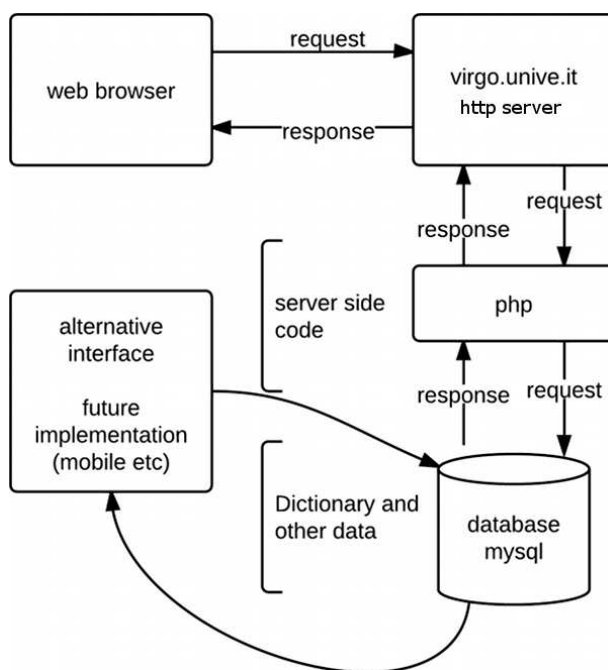 request
web browser
virgo.unive.it
http server
response
response
request
server side
code
php
alternative
interface
future
implementation
(mobile etc)
response
request
Dictionary and
other data
database
mysql